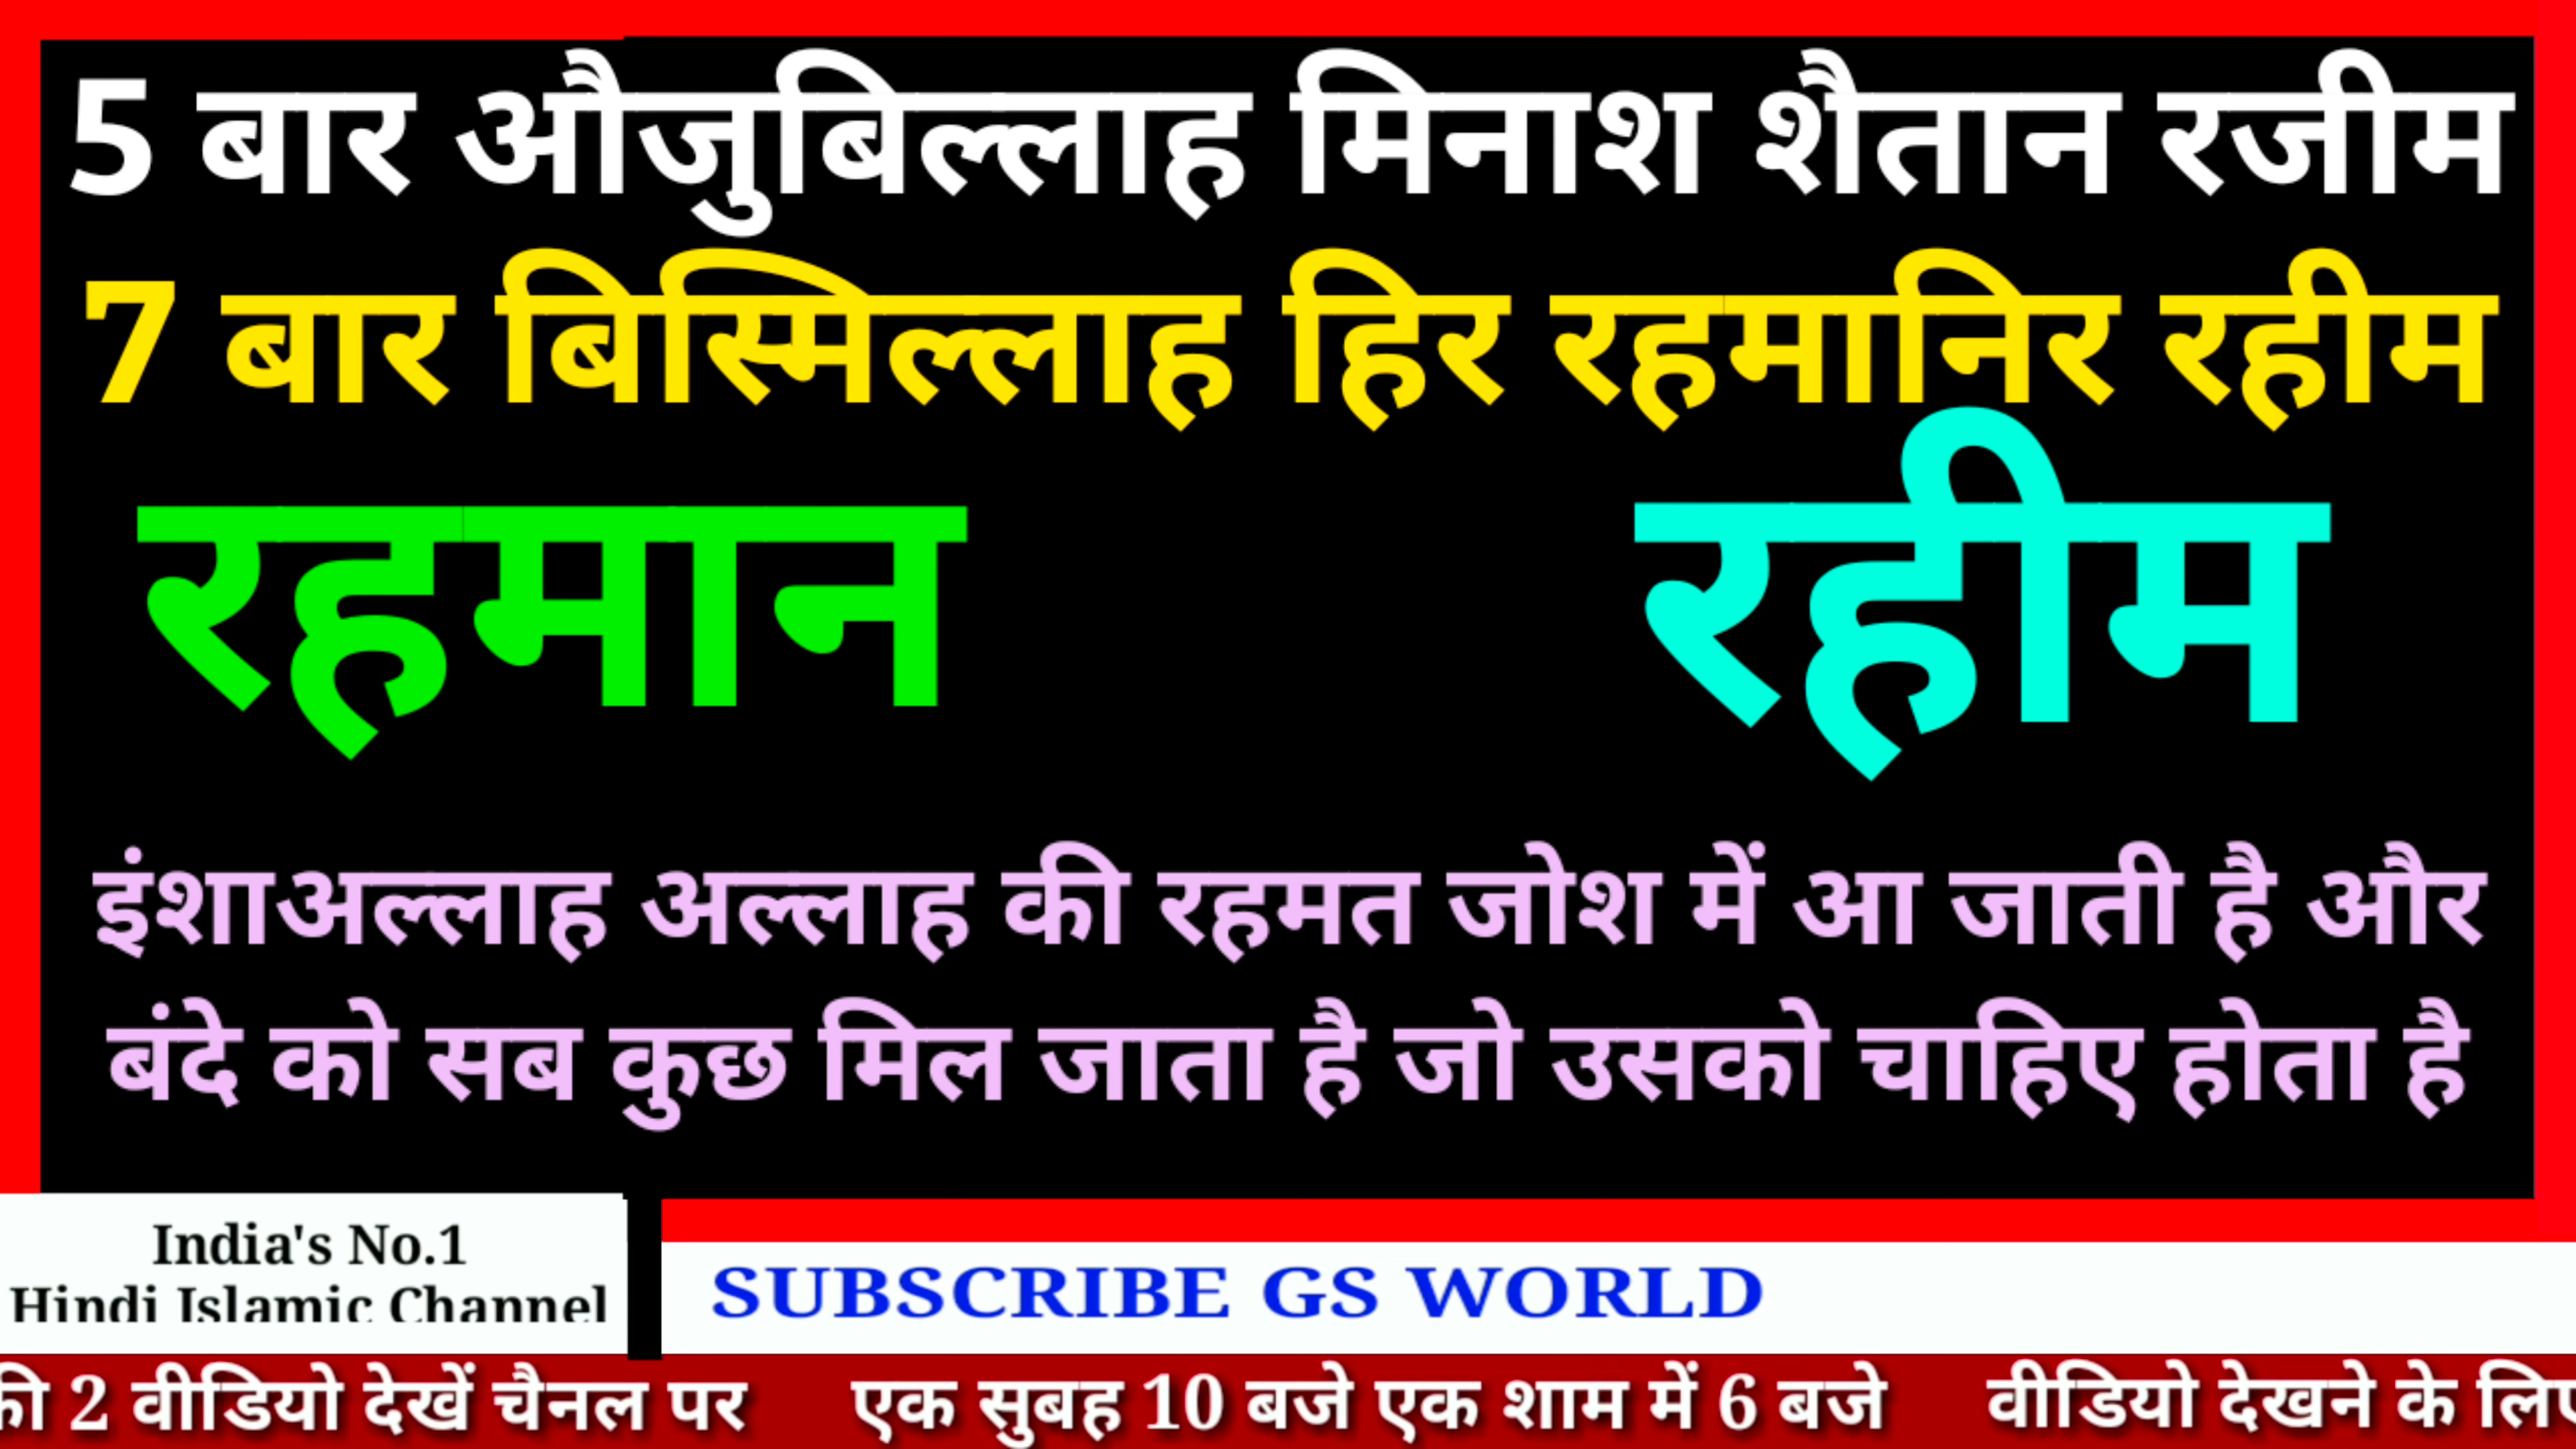 5 बार औजुबिल्लाह मिनाश शैतान रजीम
7 बार बिस्मिल्लाह हिर रहमानिर रहीम
रहमान रहीम
इंशाअल्लाह अल्लाह की रहमत जोश में आ जाती है और
बंदे को सब कुछ मिल जाता है जो उसको चाहिए होता है
India's No.1
Hindi Islamic Channel
SUBSCRIBE GS WORLD
की 2 वीडियो देखें चैनल पर एक सुबह 10 बजे एक शाम में 6 बजे वीडियो देखने के लिए